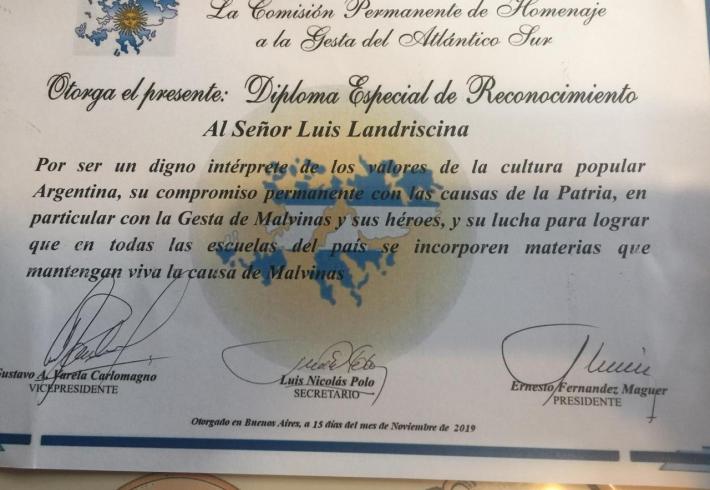 La Comisión Permanente de Homenaje
a la Gesta del Atlántico Sur
Otorga el presente: Diploma Especial de Reconocimiento
Al Señor Luis Landriscina
Por ser un digno intérprete de los valores de la cultura popular
Argentina, su compromiso permanente con las causas de la Patria, en
particular con la Gesta de Malvinas y sus héroes, y su lucha para lograr
que en todas las escuelas del país se incorporen materias que
mantengan viva la causa de Malvinas
ustavo A. Varela Carlomagno
VICEPRESIDENTE
Luis Nicolás Polo
SECRETARIO
Ernesto Fernandez Maguer
PRESIDENTE
Otorgado en Buenos Aires, a 15 días del mes de Noviembre de 2019